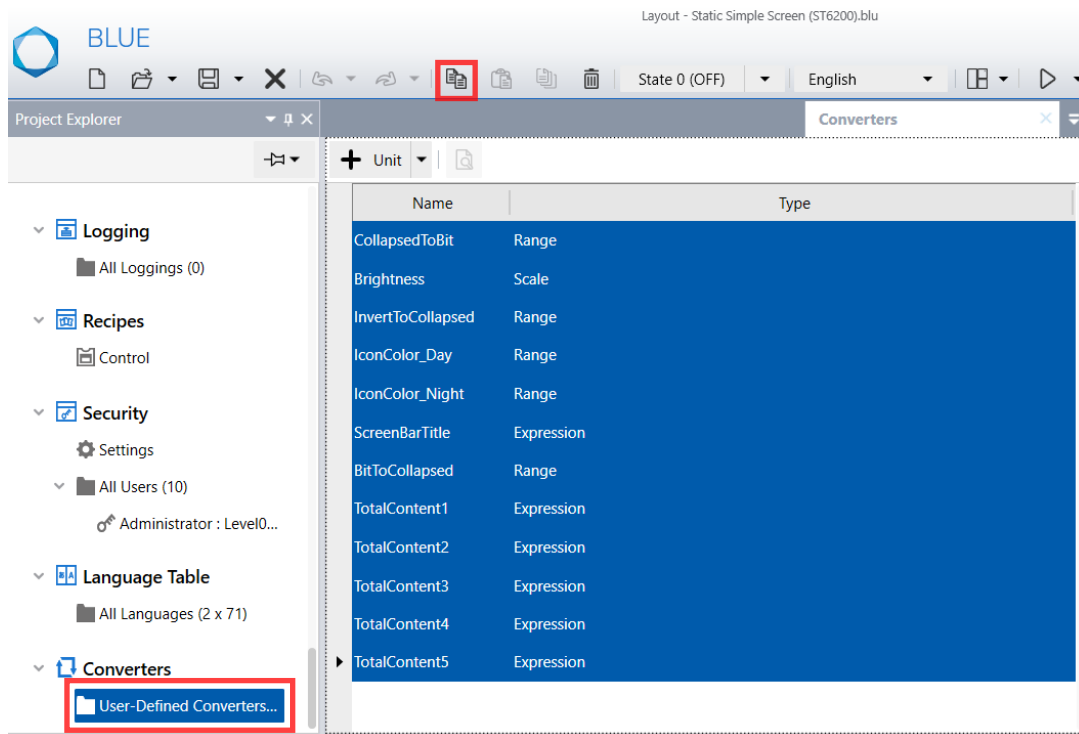 Layout - Static Simple Screen (ST6200).blu
BLUE
State 0 (OFF) English
Project Explorer
Converters
Unit
Name Type
CollapsedToBit Range
Brightness Scale
InvertToCollapsed Range
IconColor_Day Range
IconColor_Night Range
ScreenBarTitle Expression
BitToCollapsed Range
TotalContent1 Expression
TotalContent2 Expression
TotalContent3 Expression
TotalContent4 Expression
TotalContent5 Expression
Logging
All Loggings (0)
Recipes
Control
Security
Settings
All Users (10)
Administrator : Level0...
Language Table
All Languages (2 x 71)
Converters
User-Defined Converters...